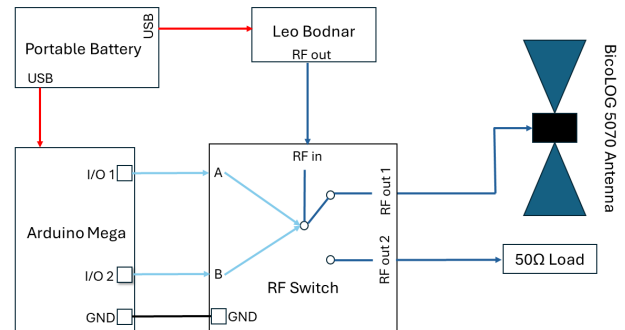 Portable Battery
USB
USB
Leo Bodnar
RF out
BicoLOG 5070 Antenna
RF in
I/O 1
A
RF out 1
Arduino Mega
I/O 2
B
RF out 2
RF Switch
50Ω Load
GND
GND